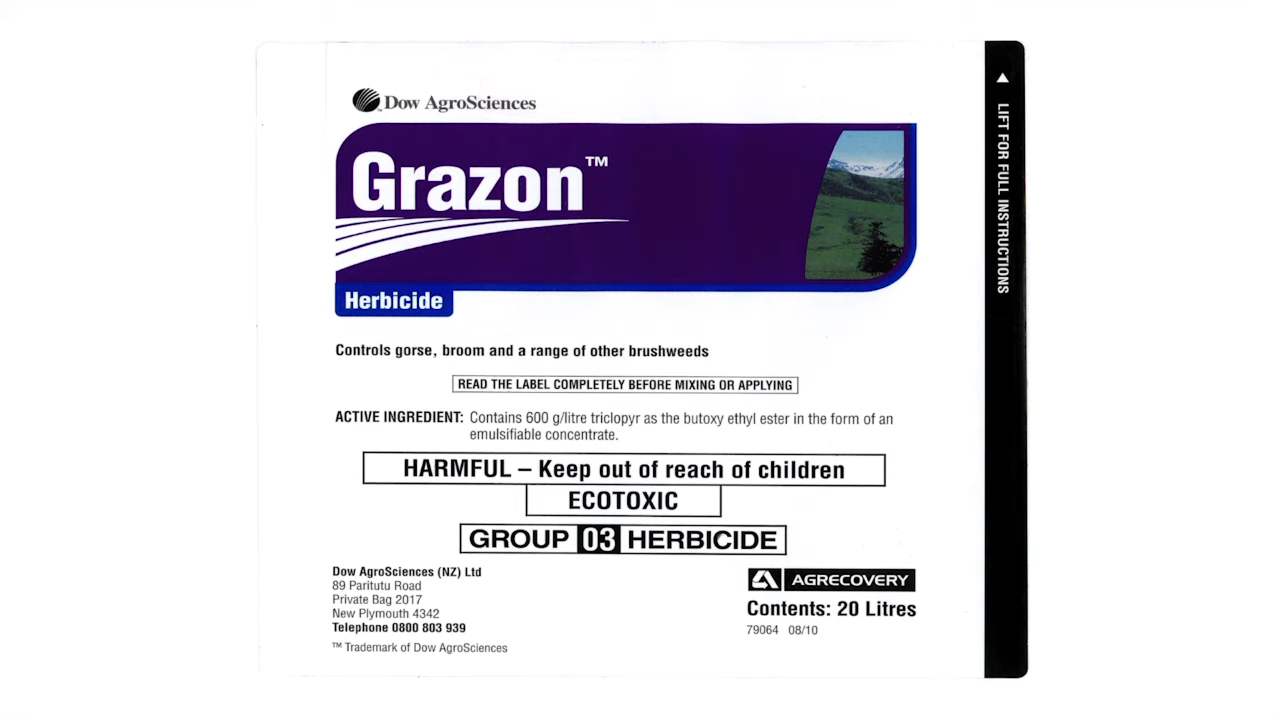 Dow AgroSciences
Grazon™
Herbicide
Controls gorse, broom and a range of other brushweeds
READ THE LABEL COMPLETELY BEFORE MIXING OR APPLYING
ACTIVE INGREDIENT: Contains 600 g/litre triclopyr as the butoxy ethyl ester in the form of an
emulsifiable concentrate.
HARMFUL – Keep out of reach of children
ECOTOXIC
GROUP 03 HERBICIDE
Dow AgroSciences (NZ) Ltd
89 Paritutu Road
Private Bag 2017
New Plymouth 4342
Telephone 0800 803 939
™ Trademark of Dow AgroSciences
AGRECOVERY
Contents: 20 Litres
79064 08/10
LIFT FOR FULL INSTRUCTIONS